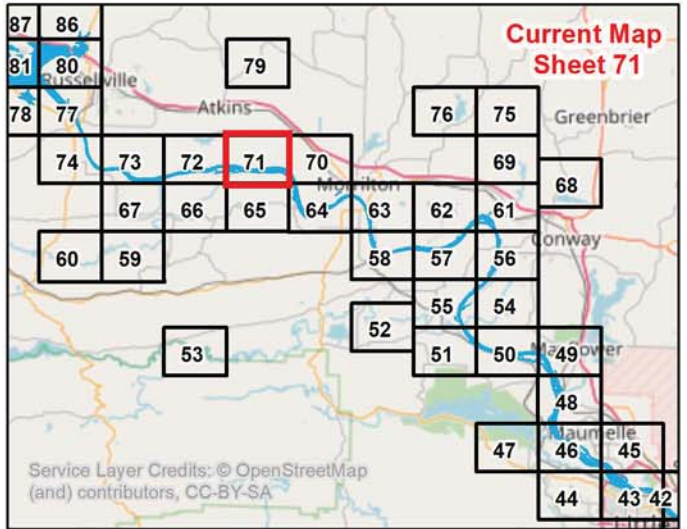 87 86
Current Map
Sheet 71
81 80
79
Russellville
Atkins
78 77
76 75
Greenbrier
74 73 72 71 70
69
Morrilton
68
67 66 65 64 63 62 61
Conway
60 59
58 57 56
55 54
52
53
51 50 49
48
Maumelle
47 46 45
Service Layer Credits: © OpenStreetMap
(and) contributors, CC-BY-SA
44 43 42